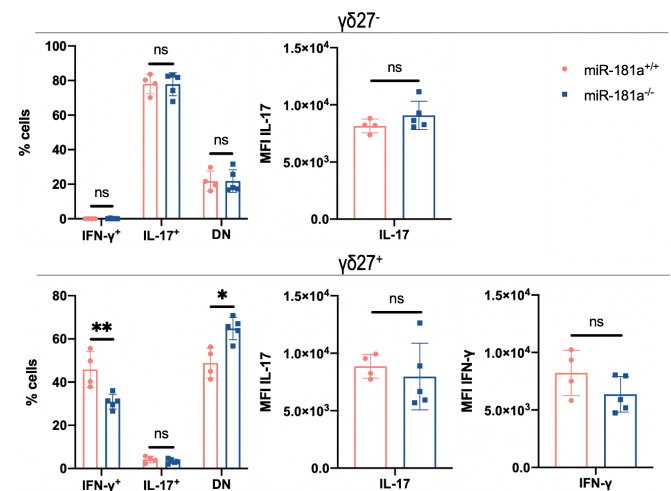 γδ27⁻
100
80
60
40
20
0
% cells
ns
ns
ns
IFN-γ⁺ IL-17⁺ DN
1.5×10⁴
1.0×10⁴
5.0×10³
0.0
MFI IL-17
ns
IL-17
miR-181a⁺/⁺
miR-181a⁻/⁻
γδ27⁺
80
60
40
20
0
% cells
**
ns
*
IFN-γ⁺ IL-17⁺ DN
1.5×10⁴
1.0×10⁴
5.0×10³
0.0
MFI IL-17
ns
IL-17
1.5×10⁴
1.0×10⁴
5.0×10³
0.0
MFI IFN-γ
ns
IFN-γ